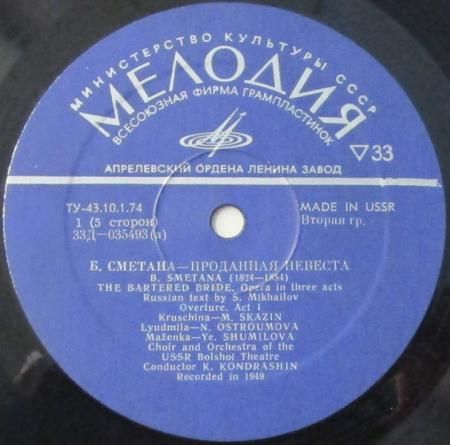 МИНИСТЕРСТВО КУЛЬТУРЫ СССР
МЕЛОДИЯ
ВСЕСОЮЗНАЯ ФИРМА ГРАМПЛАСТИНОК
▽33
АПРЕЛЕВСКИЙ ОРДЕНА ЛЕНИНА ЗАВОД
ТУ-43.10.1.74 MADE IN USSR
1 (5 сторон) Вторая гр.
33Д—035493(а)
Б. СМЕТАНА—ПРОДАННАЯ НЕВЕСТА
B. SMETANA (1824—1884)
THE BARTERED BRIDE. Opera in three acts
Russian text by S. Mikhailov
Overture. Act I
Kruschina—M. SKAZIN
Lyudmila—N. OSTROUMOVA
Maženka—Ye. SHUMILOVA
Choir and Orchestra of the
USSR Bolshoi Theatre
Conductor K. KONDRASHIN
Recorded in 1949